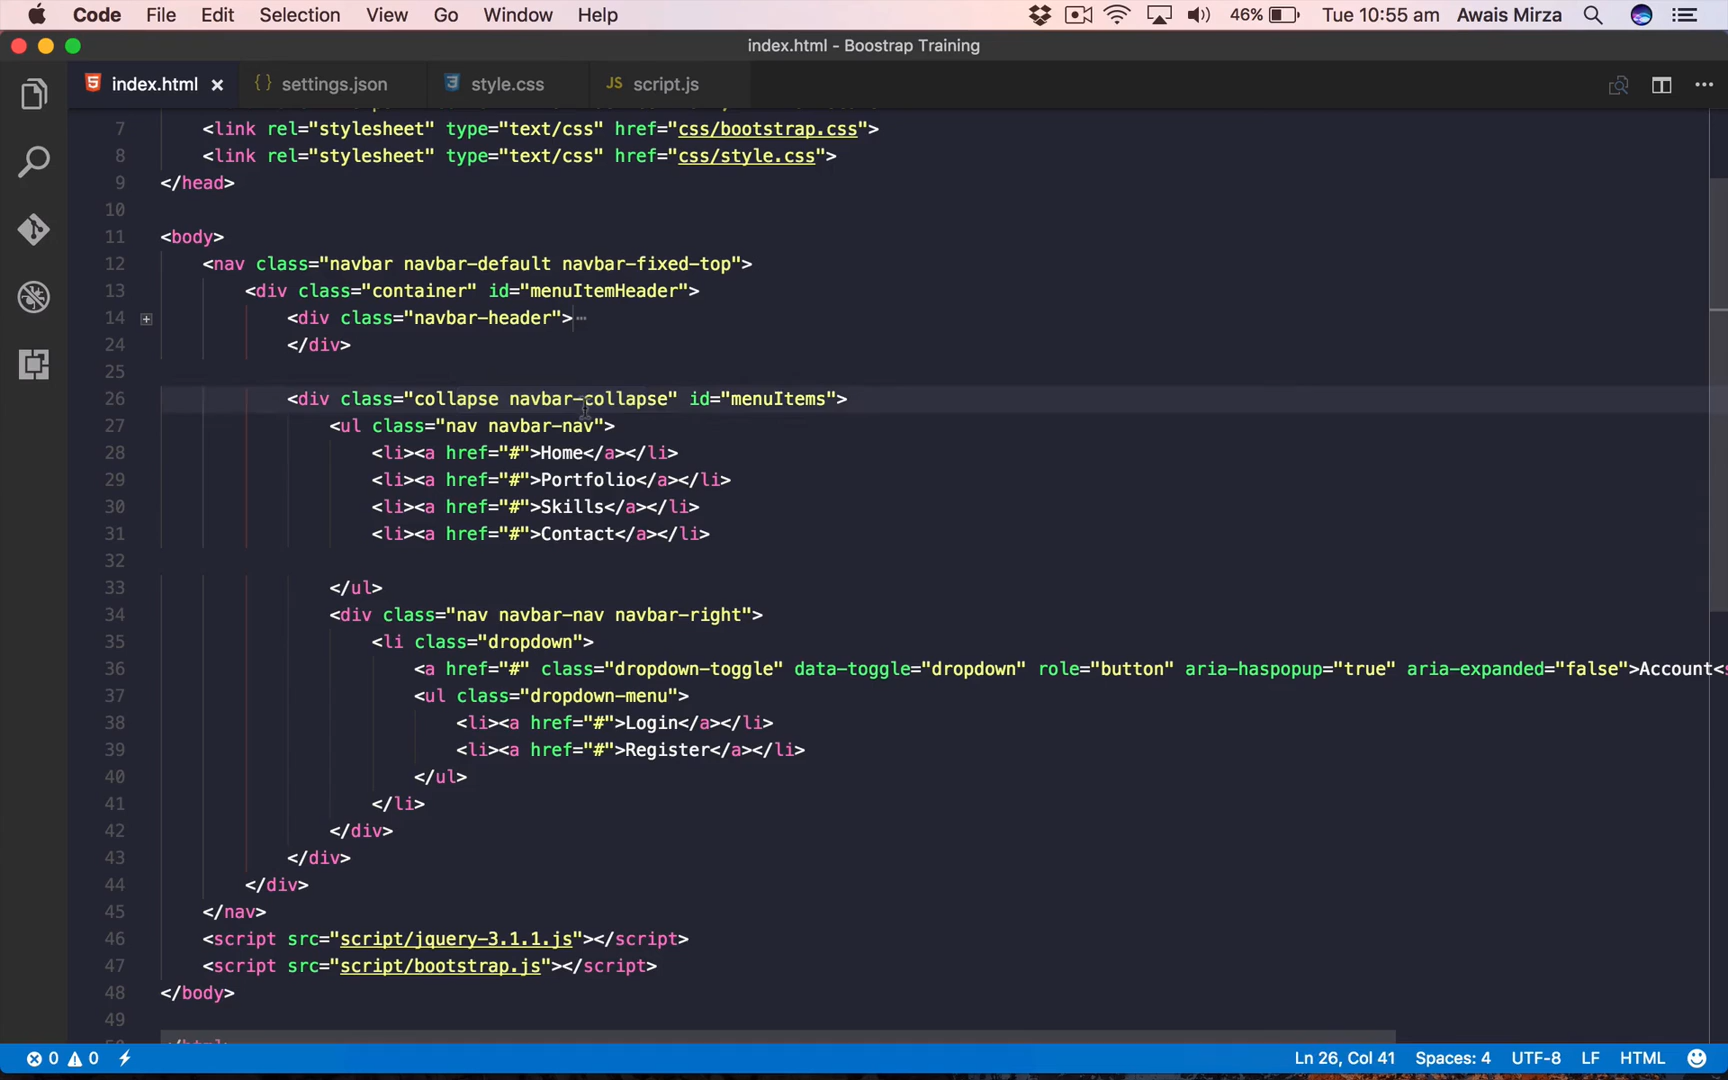 Code File Edit Selection View Go Window Help 46% Tue 10:55 am Awais Mirza
index.html - Boostrap Training
index.html { } settings.json style.css JS script.js
7 <link rel="stylesheet" type="text/css" href="css/bootstrap.css">
8 <link rel="stylesheet" type="text/css" href="css/style.css">
9 </head>
10
11 <body>
12 <nav class="navbar navbar-default navbar-fixed-top">
13 <div class="container" id="menuItemHeader">
14 <div class="navbar-header">
24 </div>
25
26 <div class="collapse navbar-collapse" id="menuItems">
27 <ul class="nav navbar-nav">
28 <li><a href="#">Home</a></li>
29 <li><a href="#">Portfolio</a></li>
30 <li><a href="#">Skills</a></li>
31 <li><a href="#">Contact</a></li>
32
33 </ul>
34 <div class="nav navbar-nav navbar-right">
35 <li class="dropdown">
36 <a href="#" class="dropdown-toggle" data-toggle="dropdown" role="button" aria-haspopup="true" aria-expanded="false">Account<
37 <ul class="dropdown-menu">
38 <li><a href="#">Login</a></li>
39 <li><a href="#">Register</a></li>
40 </ul>
41 </li>
42 </div>
43 </div>
44 </div>
45 </nav>
46 <script src="script/jquery-3.1.1.js"></script>
47 <script src="script/bootstrap.js"></script>
48 </body>
49
0 0 Ln 26, Col 41 Spaces: 4 UTF-8 LF HTML